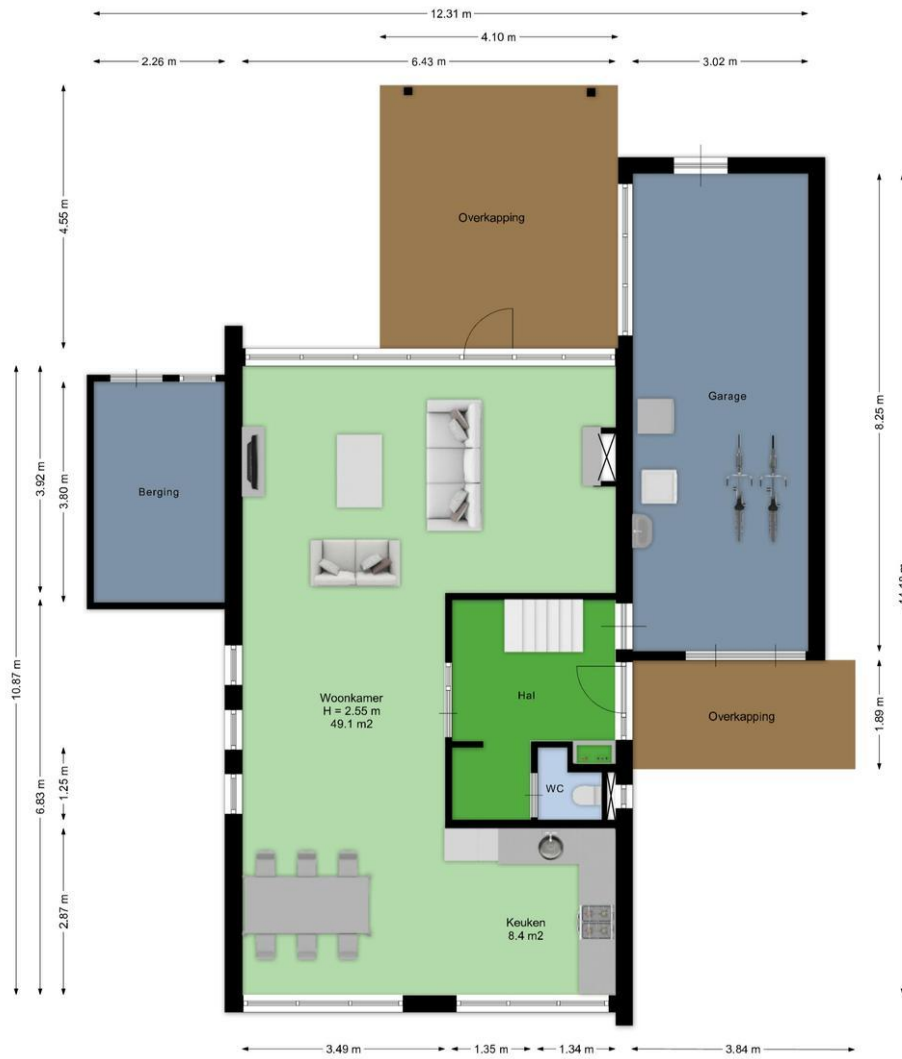 12.31 m
4.10 m
2.26 m
6.43 m
3.02 m
4.55 m
Overkapping
Garage
8.25 m
3.92 m
3.80 m
Berging
10.87 m
6.83 m
Woonkamer
H = 2.55 m
49.1 m2
Hal
Overkapping
1.89 m
1.25 m
WC
2.87 m
Keuken
8.4 m2
3.49 m
1.35 m
1.34 m
3.84 m